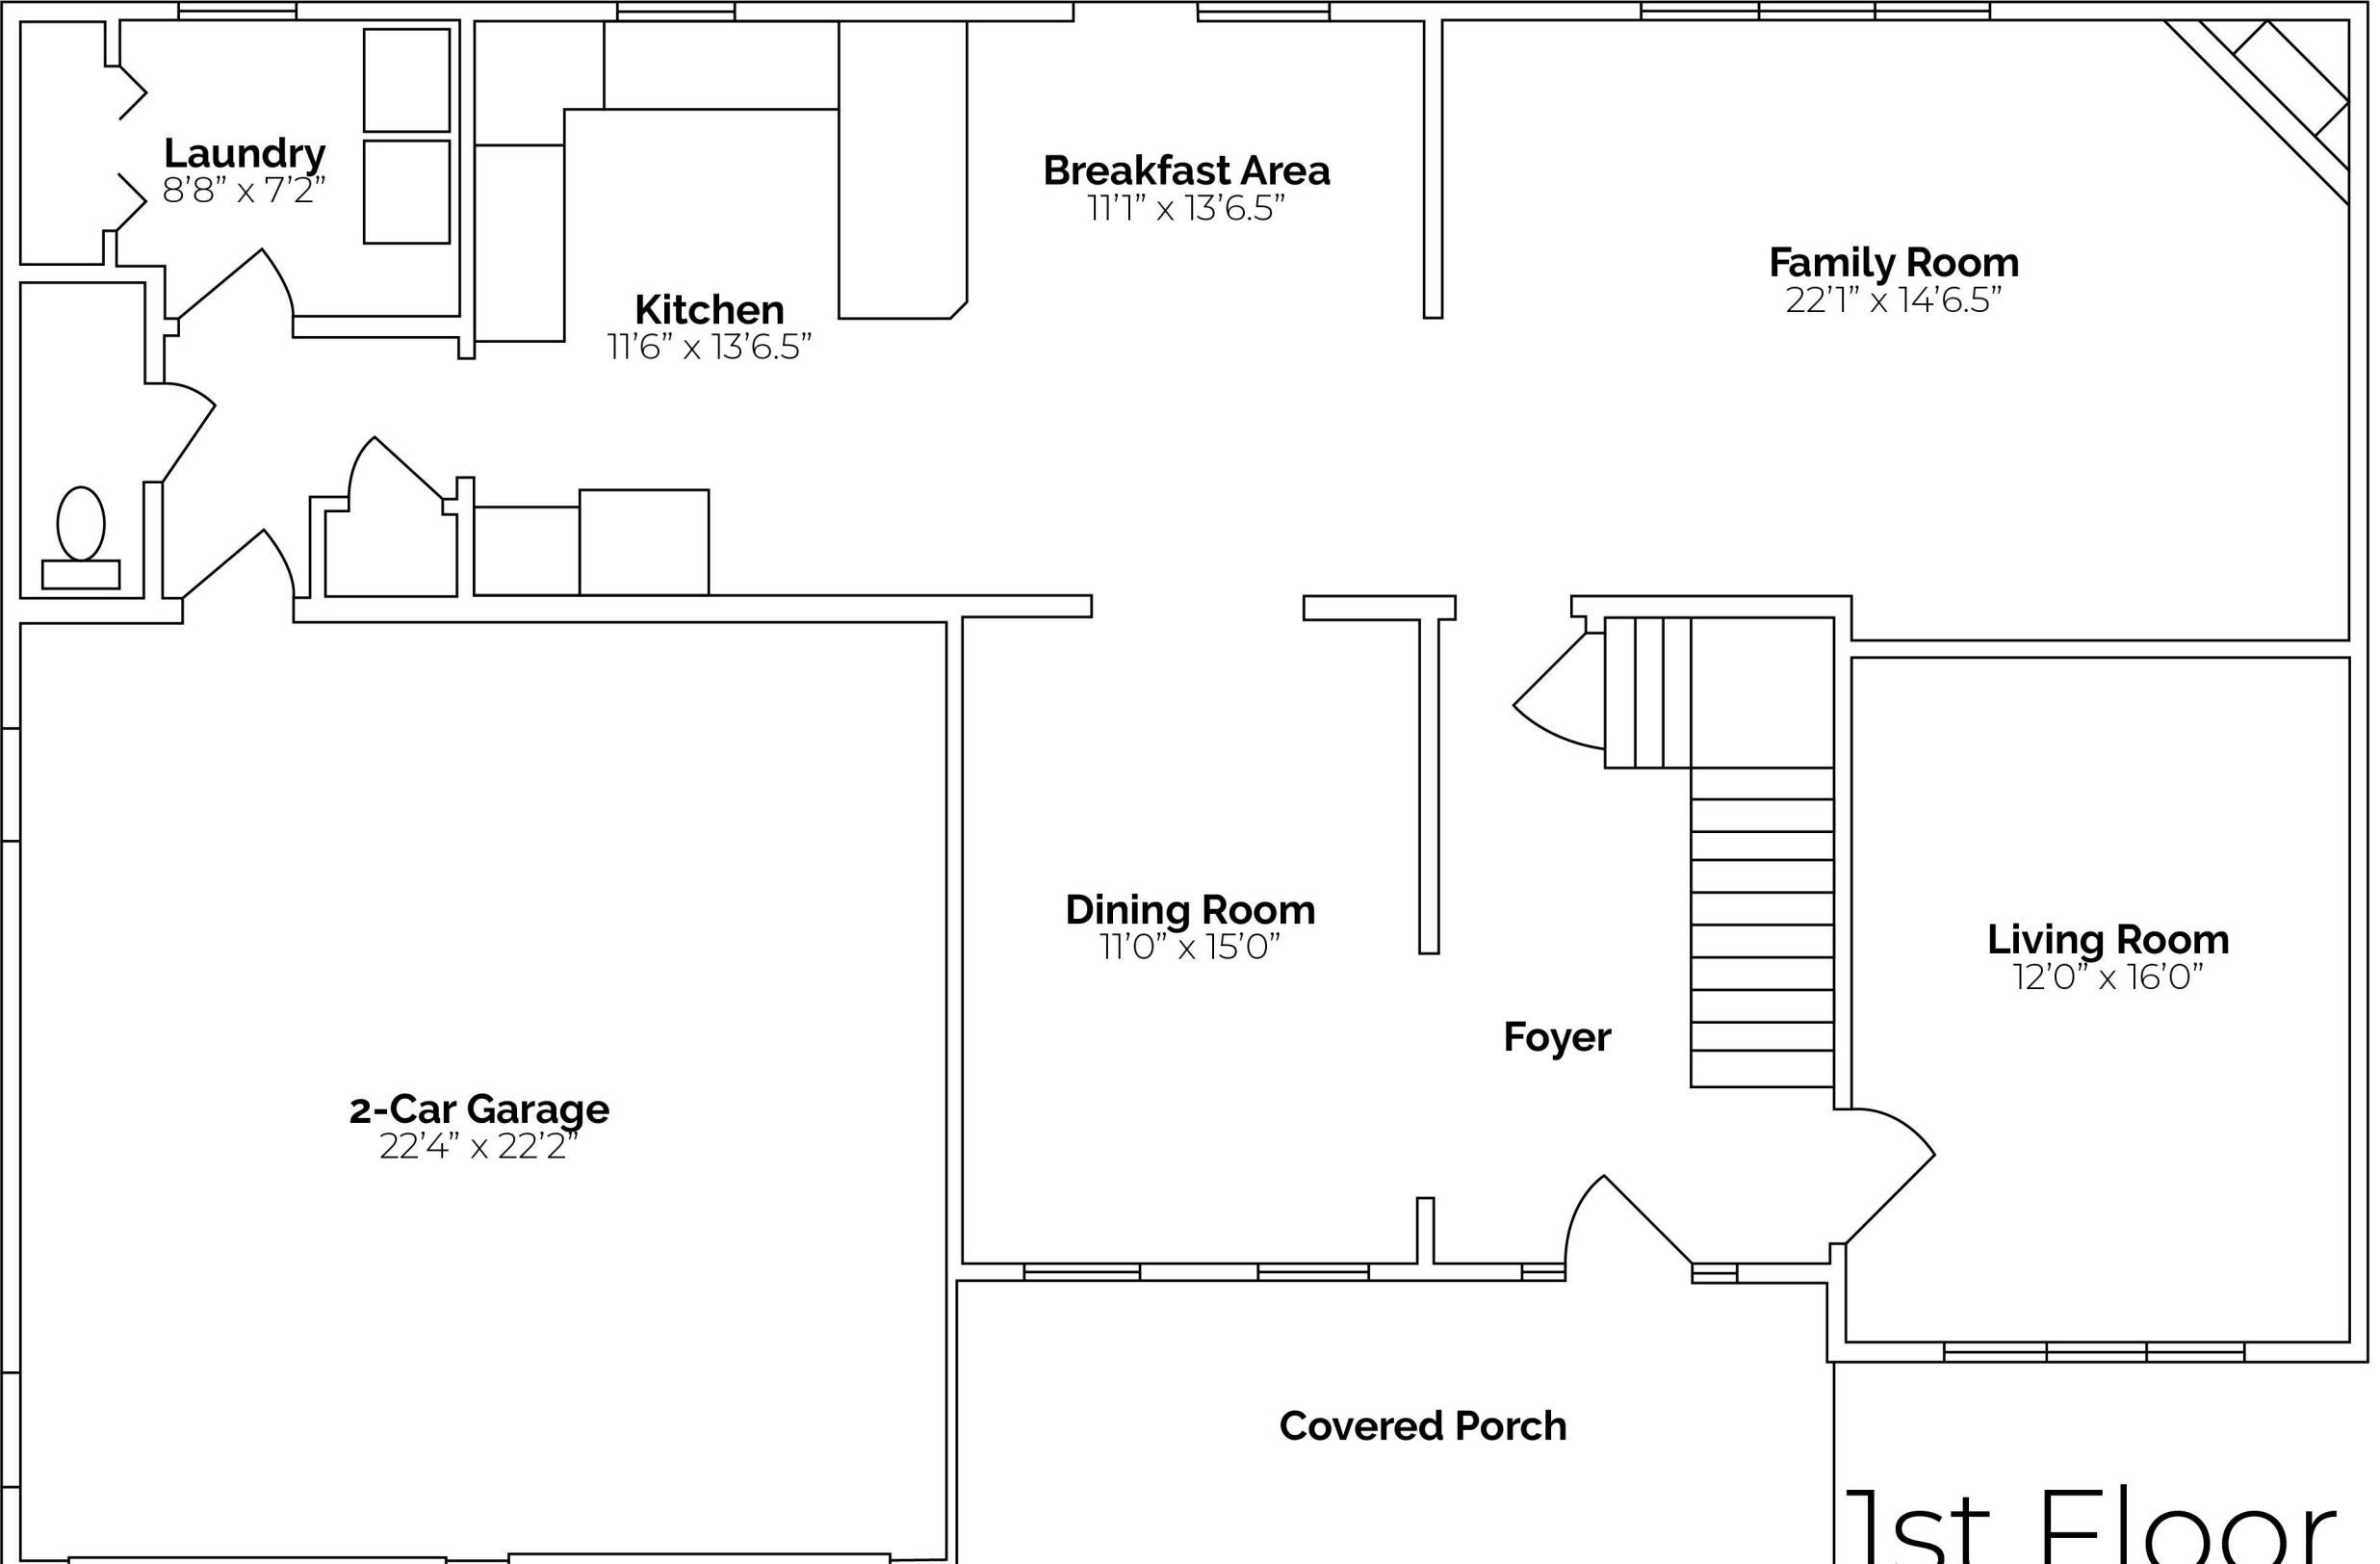 Laundry
8’8” x 7’2”
Breakfast Area
11’1” x 13’6.5”
Family Room
22’1” x 14’6.5”
Kitchen
11’6” x 13’6.5”
Dining Room
11’0” x 15’0”
Living Room
12’0” x 16’0”
Foyer
2-Car Garage
22’4” x 22’2”
Covered Porch
1st Floor